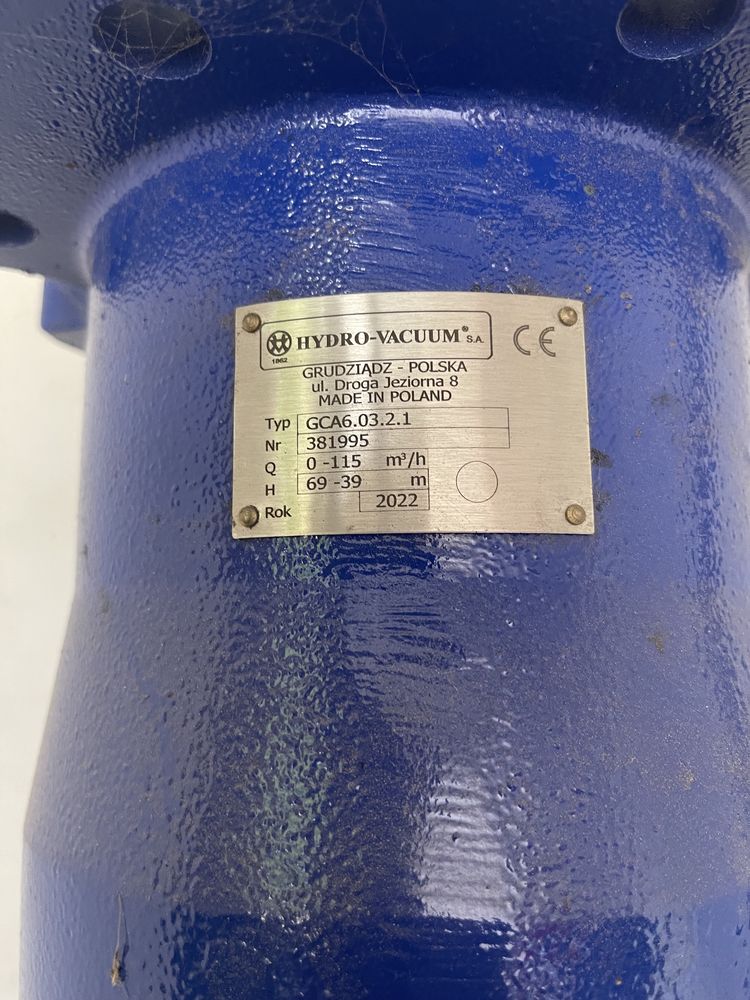 HYDRO-VACUUM® S.A.
1862
CE
GRUDZIĄDZ - POLSKA
ul. Droga Jeziorna 8
MADE IN POLAND
Typ GCA6.03.2.1
Nr 381995
Q 0 -115 m³/h
H 69 -39 m
Rok 2022